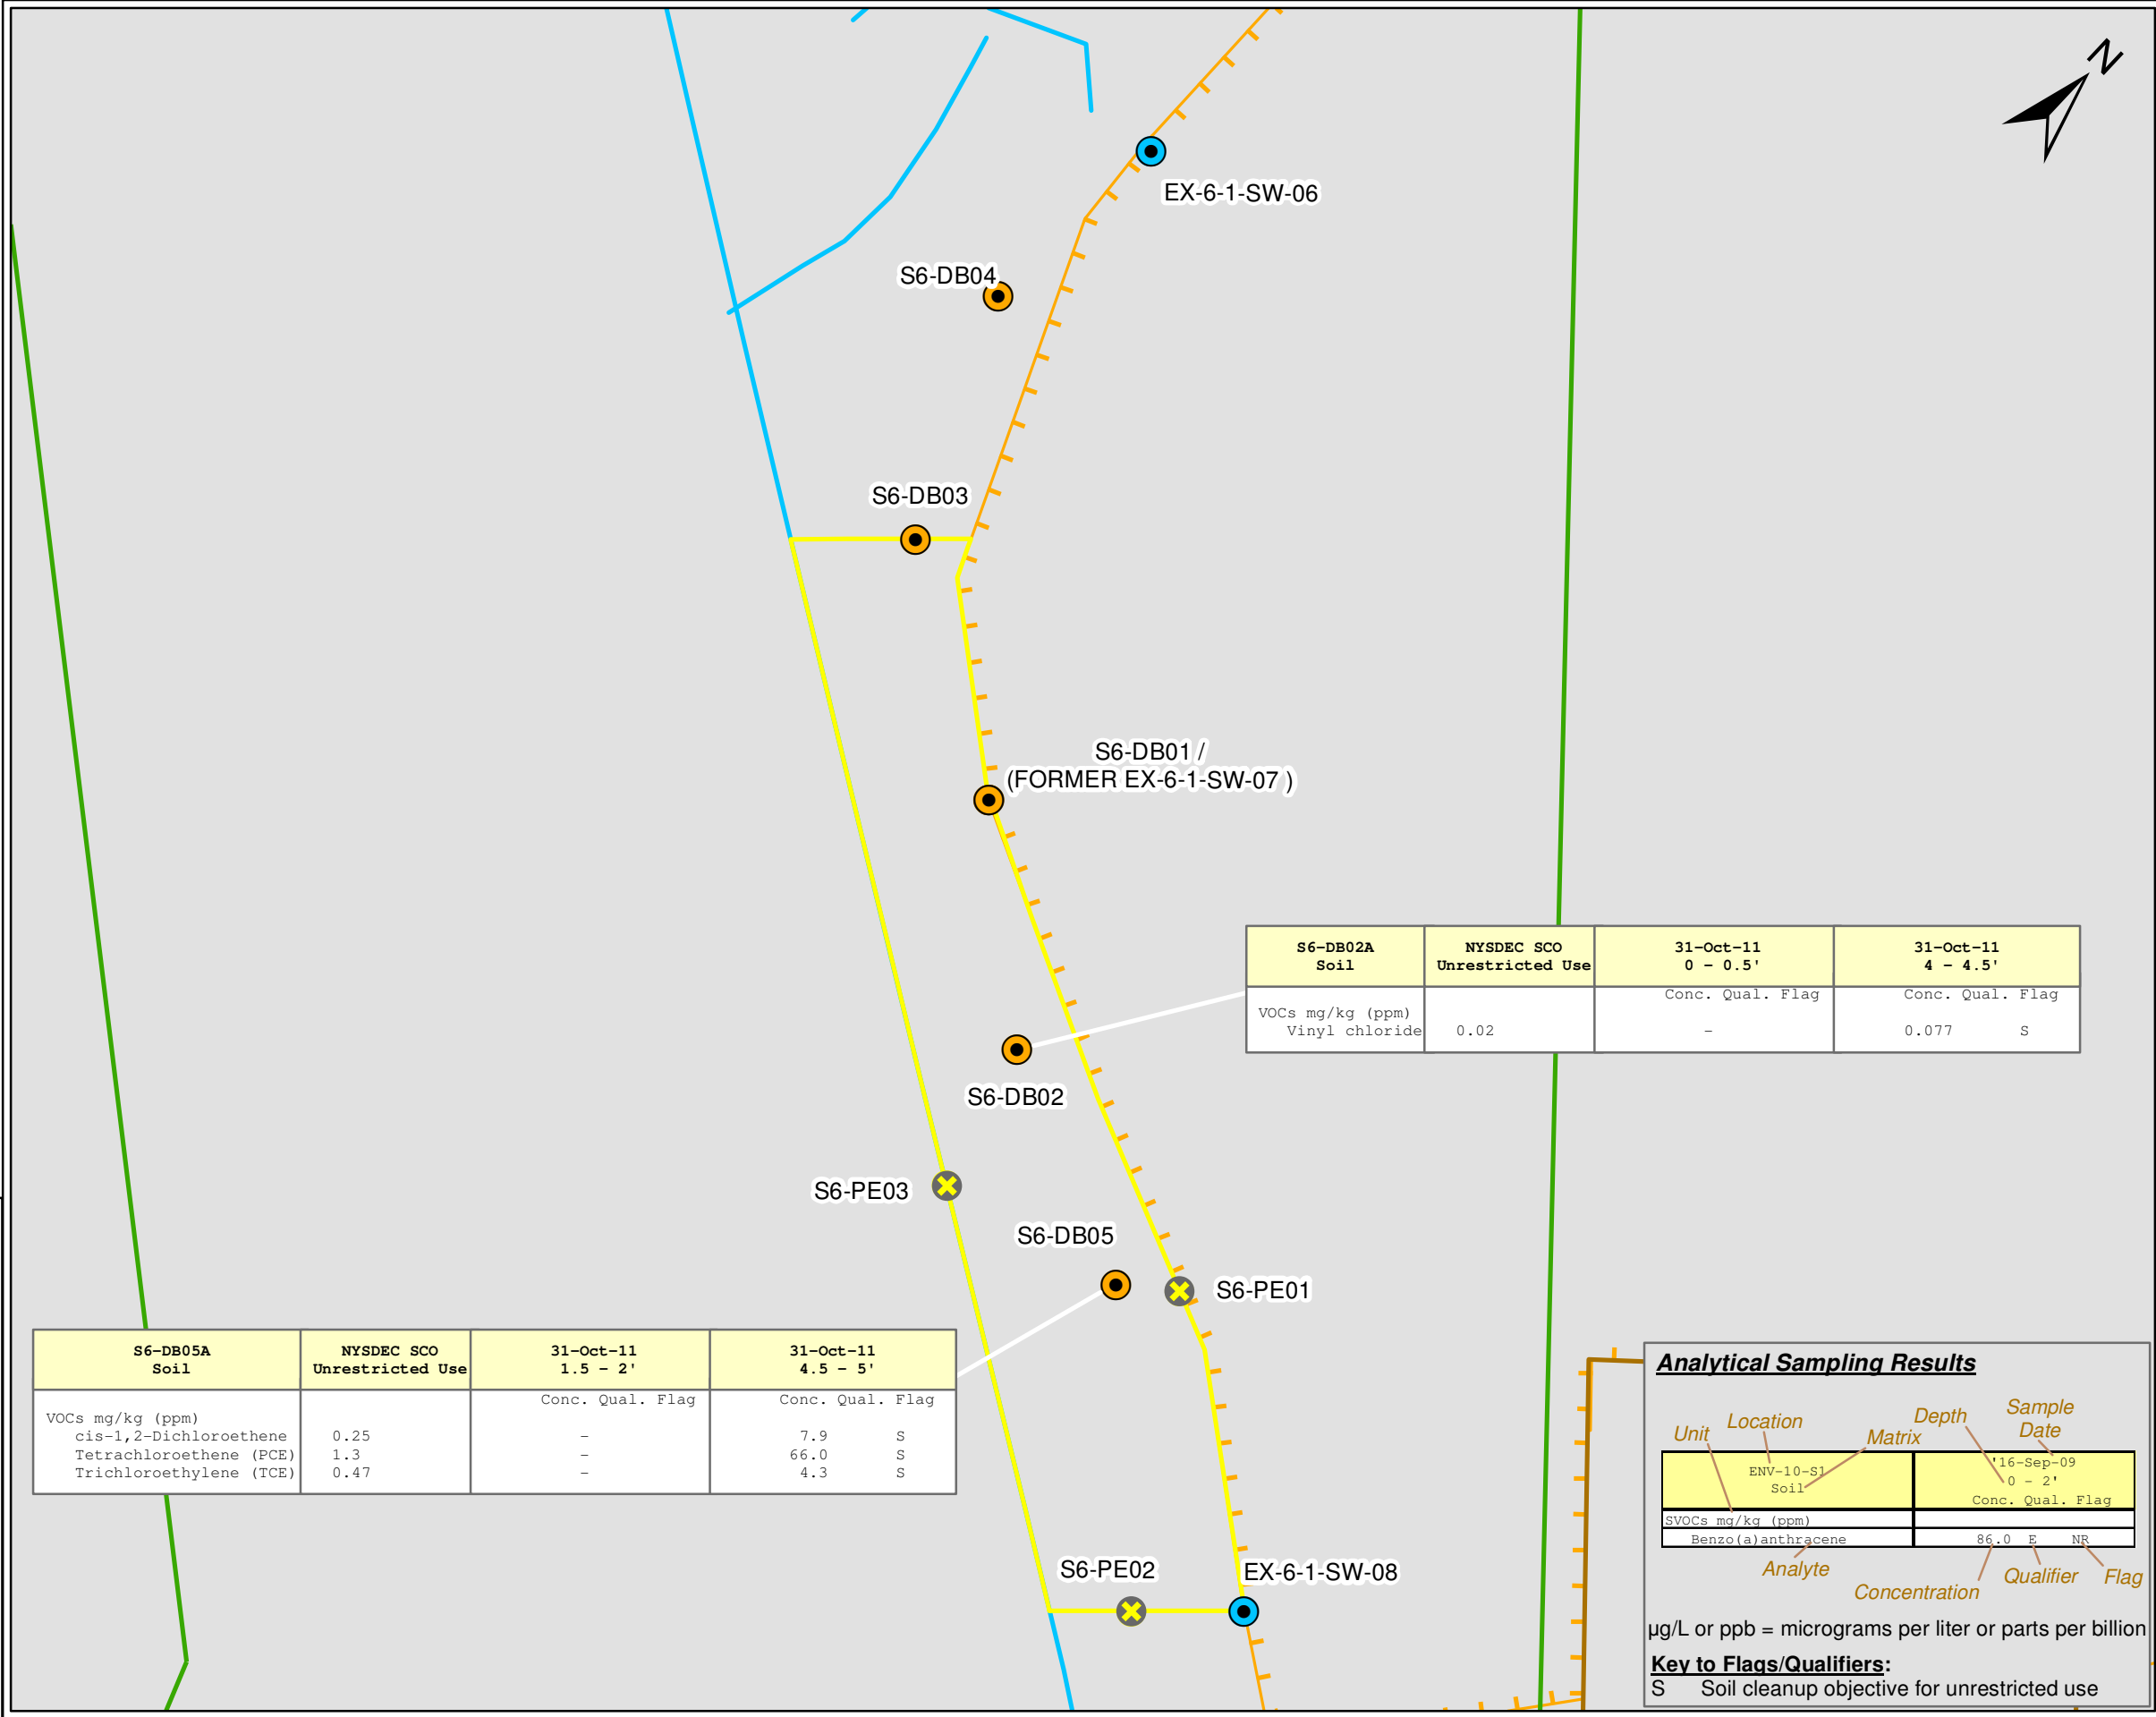 N
EX-6-1-SW-06
S6-DB04
S6-DB03
S6-DB01 /
(FORMER EX-6-1-SW-07 )
S6-DB02A
Soil
NYSDEC SCO
Unrestricted Use
31-Oct-11
0 - 0.5'
31-Oct-11
4 - 4.5'
Conc. Qual. Flag Conc. Qual. Flag
VOCs mg/kg (ppm)
Vinyl chloride 0.02 - 0.077 S
S6-DB02
S6-PE03
S6-DB05
S6-PE01
S6-DB05A
Soil
NYSDEC SCO
Unrestricted Use
31-Oct-11
1.5 - 2'
31-Oct-11
4.5 - 5'
Conc. Qual. Flag Conc. Qual. Flag
VOCs mg/kg (ppm)
cis-1,2-Dichloroethene 0.25 - 7.9 S
Tetrachloroethene (PCE) 1.3 - 66.0 S
Trichloroethylene (TCE) 0.47 - 4.3 S
S6-PE02
EX-6-1-SW-08
Analytical Sampling Results
Unit
Location
Matrix
Depth
Sample
Date
ENV-10-S1
Soil
'16-Sep-09
0 - 2'
Conc. Qual. Flag
SVOCs mg/kg (ppm)
Benzo(a)anthracene 86.0 E NR
Analyte
Concentration
Qualifier
Flag
µg/L or ppb = micrograms per liter or parts per billion
Key to Flags/Qualifiers:
S Soil cleanup objective for unrestricted use